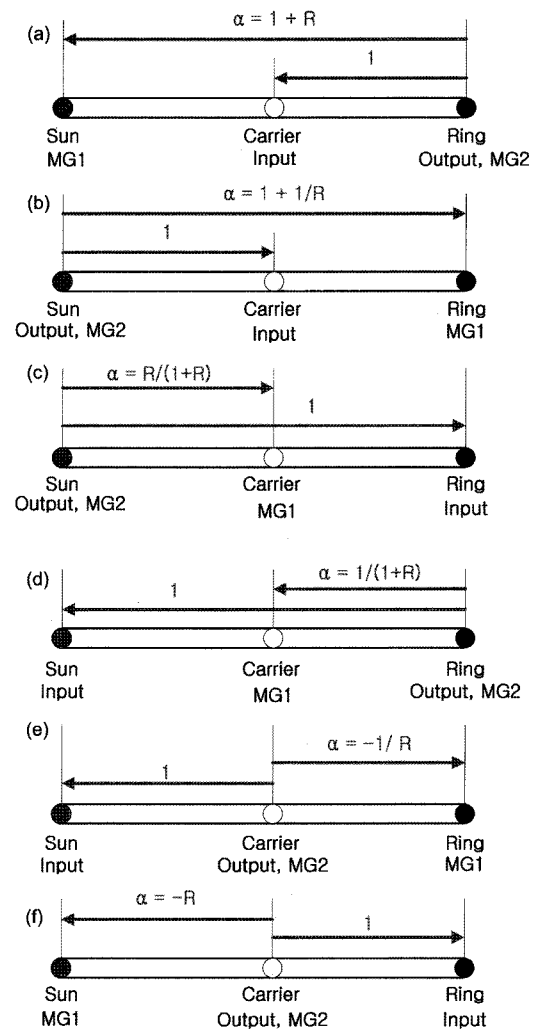 (a)
α = 1 + R
1
Sun Carrier Ring
MG1 Input Output, MG2
(b)
α = 1 + 1/R
1
Sun Carrier Ring
Output, MG2 Input MG1
(c)
α = R/(1+R)
1
Sun Carrier Ring
Output, MG2 MG1 Input
(d)
α = 1/(1+R)
1
Sun Carrier Ring
Input MG1 Output, MG2
(e)
α = -1/ R
1
Sun Carrier Ring
Input Output, MG2 MG1
(f)
α = -R
1
Sun Carrier Ring
MG1 Output, MG2 Input